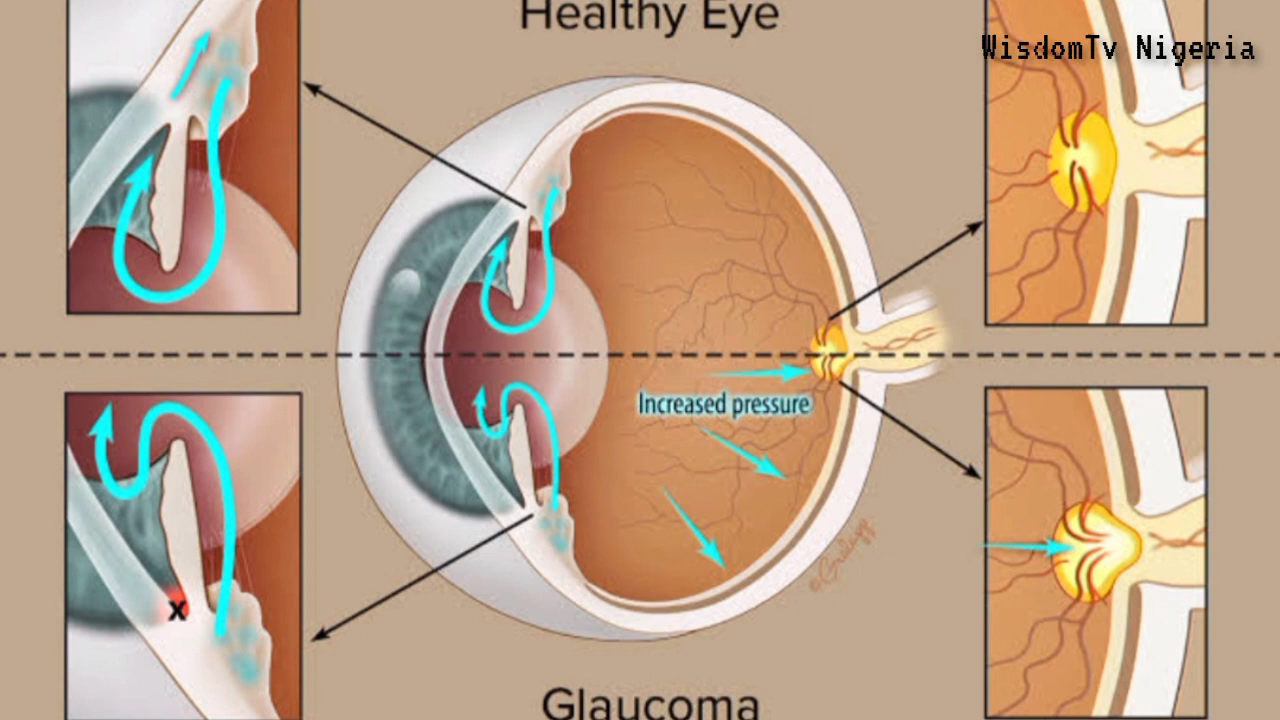 Healthy Eye
WisdomTv Nigeria
Increased pressure
x
Glaucoma